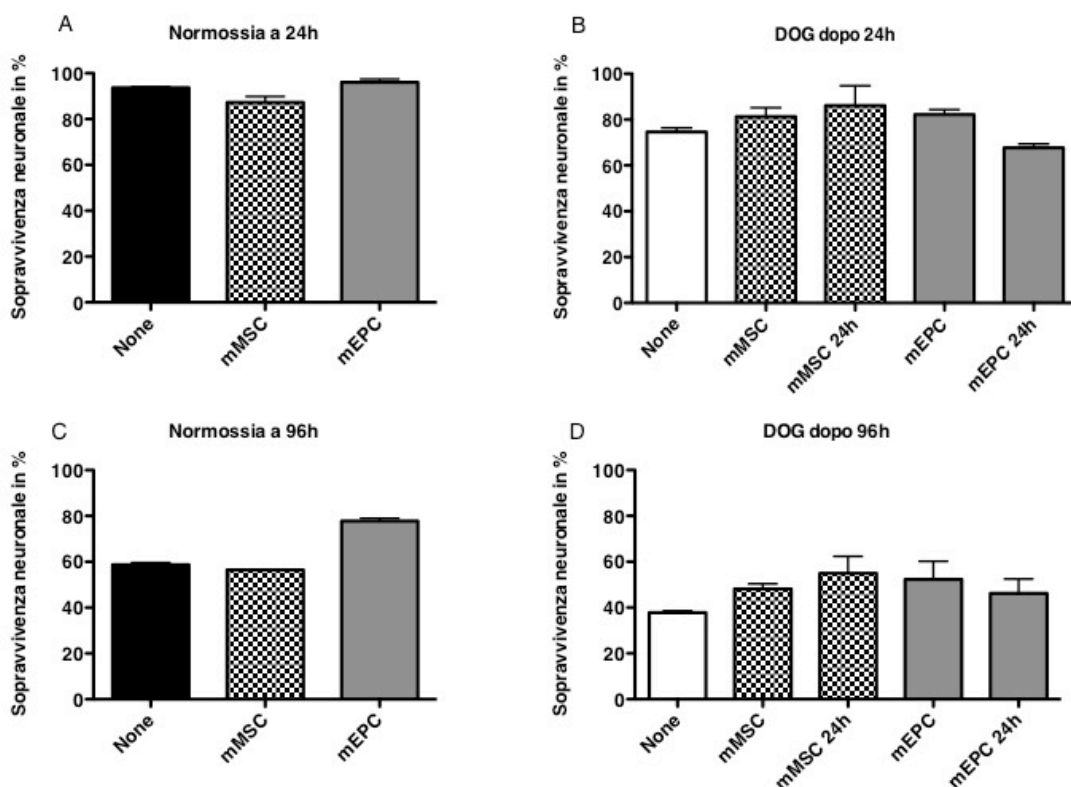 A
Normossia a 24h
Sopravvivenza neuronale in %
100
80
60
40
20
0
None
mMSC
mEPC
B
DOG dopo 24h
Sopravvivenza neuronale in %
100
80
60
40
20
0
None
mMSC
mMSC 24h
mEPC
mEPC 24h
C
Normossia a 96h
Sopravvivenza neuronale in %
100
80
60
40
20
0
None
mMSC
mEPC
D
DOG dopo 96h
Sopravvivenza neuronale in %
100
80
60
40
20
0
None
mMSC
mMSC 24h
mEPC
mEPC 24h